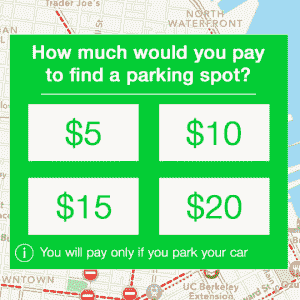 Trader Joe's
NORTH
WATERFRONT
How much would you pay
to find a parking spot?
$5
$10
$15
$20
i You will pay only if you park your car
UC Berkeley
Extension